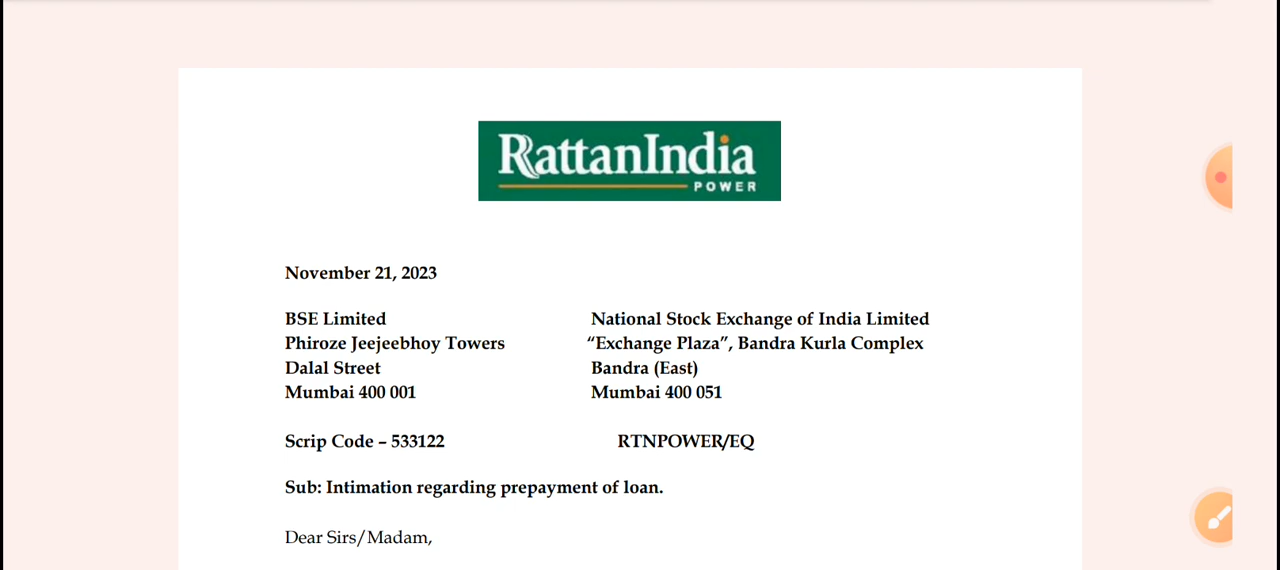 RattanIndia
POWER
November 21, 2023
BSE Limited National Stock Exchange of India Limited
Phiroze Jeejeebhoy Towers “Exchange Plaza”, Bandra Kurla Complex
Dalal Street Bandra (East)
Mumbai 400 001 Mumbai 400 051
Scrip Code – 533122 RTNPOWER/EQ
Sub: Intimation regarding prepayment of loan.
Dear Sirs/Madam,